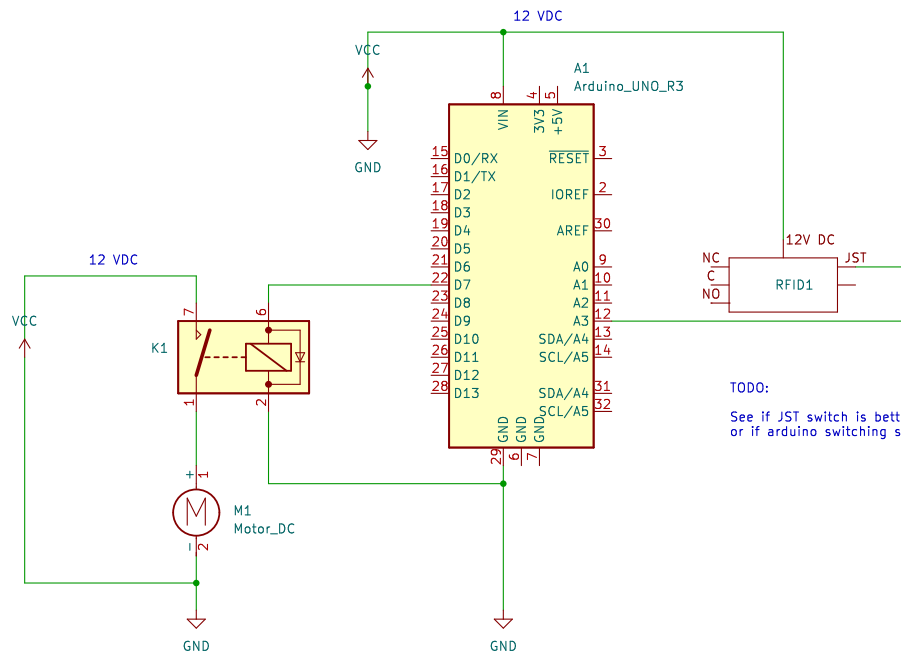 12 VDC
VCC
GND
A1
Arduino_UNO_R3
8
4
5
VIN
3V3
+5V
15 D0/RX
16 D1/TX
17 D2
18 D3
19 D4
20 D5
21 D6
22 D7
23 D8
24 D9
25 D10
26 D11
27 D12
28 D13
RESET 3
IOREF 2
AREF 30
A0 9
A1 10
A2 11
A3 12
SDA/A4 13
SCL/A5 14
SDA/A4 31
SCL/A5 32
GND
GND
GND
29
6
7
GND
12V DC
NC
C
NO
JST
RFID1
12 VDC
VCC
K1
7
6
1
2
+
1
M
M1
Motor_DC
-
2
GND
TODO:
See if JST switch is bett
or if arduino switching s